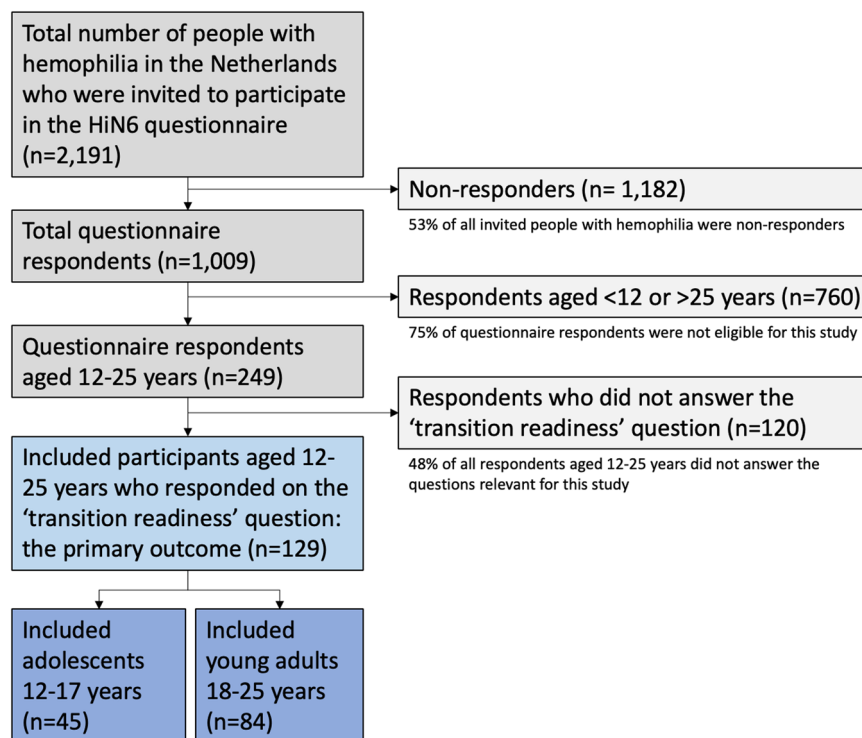 Total number of people with
hemophilia in the Netherlands
who were invited to participate
in the HiN6 questionnaire
(n=2,191)
Non-responders (n= 1,182)
53% of all invited people with hemophilia were non-responders
Total questionnaire
respondents (n=1,009)
Respondents aged <12 or >25 years (n=760)
75% of questionnaire respondents were not eligible for this study
Questionnaire respondents
aged 12-25 years (n=249)
Respondents who did not answer the
‘transition readiness’ question (n=120)
48% of all respondents aged 12-25 years did not answer the
questions relevant for this study
Included participants aged 12-
25 years who responded on the
‘transition readiness’ question:
the primary outcome (n=129)
Included
adolescents
12-17 years
(n=45)
Included
young adults
18-25 years
(n=84)